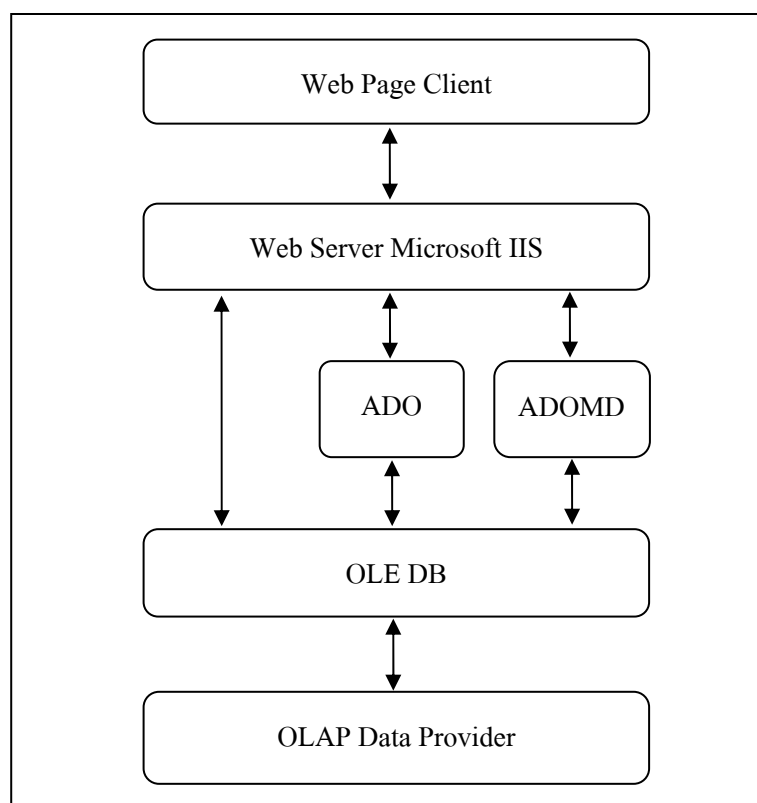 Web Page Client
Web Server Microsoft IIS
ADO
ADOMD
OLE DB
OLAP Data Provider